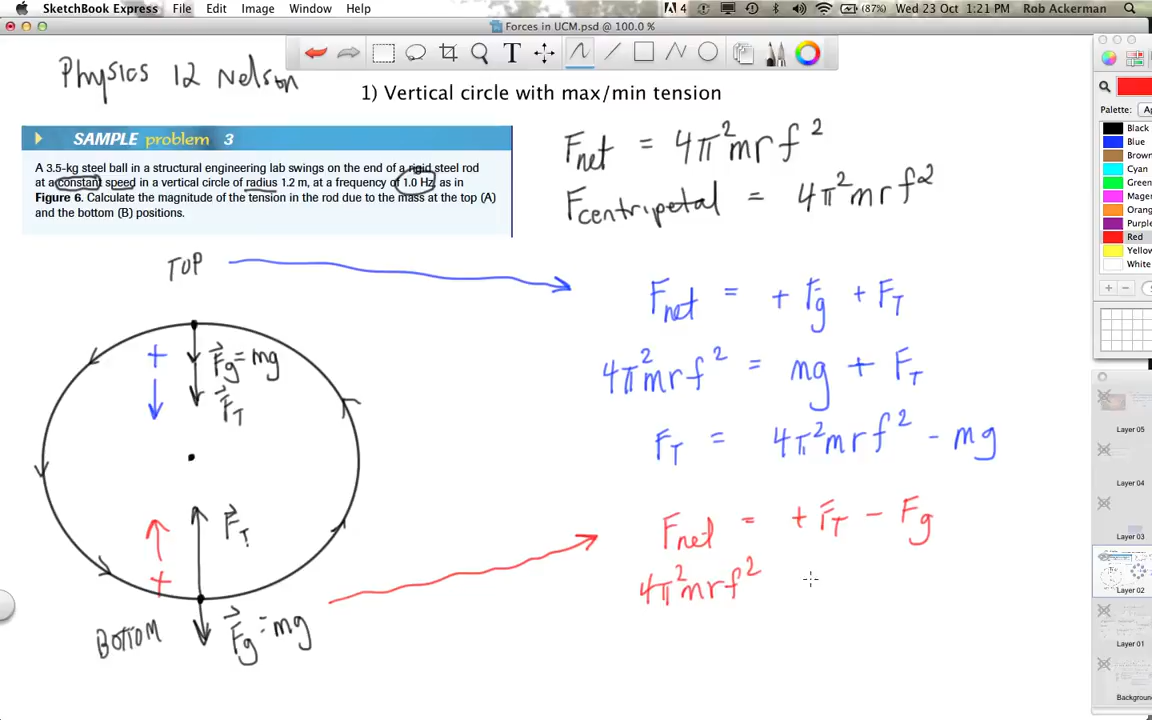 SketchBook Express File Edit Image Window Help 4 (87%) Wed 23 Oct 1:21 PM Rob Ackerman
Forces in UCM.psd @ 100.0 %
Physics 12 Nelson
1) Vertical circle with max/min tension
SAMPLE problem 3
A 3.5-kg steel ball in a structural engineering lab swings on the end of a rigid steel rod
at a constant speed in a vertical circle of radius 1.2 m, at a frequency of 1.0 Hz, as in
Figure 6. Calculate the magnitude of the tension in the rod due to the mass at the top (A)
and the bottom (B) positions.
Fnet = 4π²mrf²
Fcentripetal = 4π²mrf²
TOP
+
Fg = mg
FT
FT
+
BOTTOM
Fg = mg
Fnet = + Fg + FT
4π²mrf² = mg + FT
FT = 4π²mrf² - mg
Fnet = + FT - Fg
4π²mrf²
Palette:
Black
Blue
Brown
Cyan
Green
Mager
Orang
Purple
Red
Yello
White
Layer 05
Layer 04
Layer 03
Layer 02
Layer 01
Background